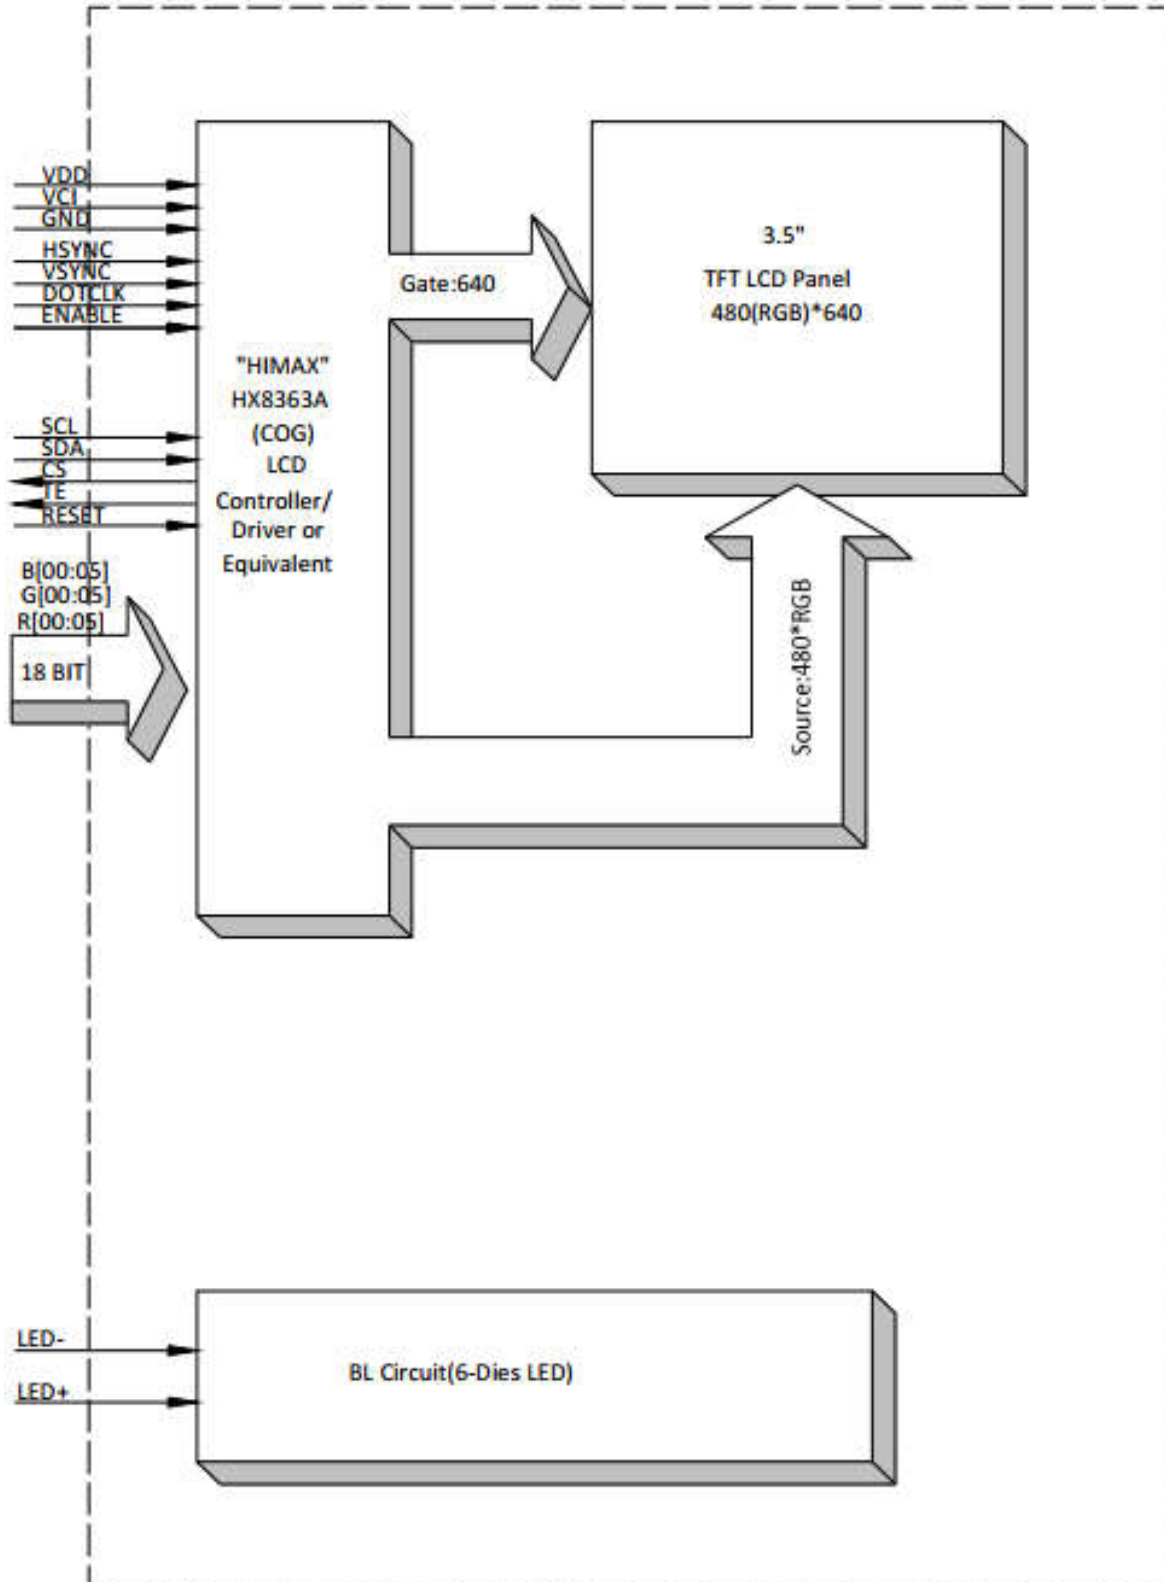 VDD
VCI
GND
HSYNC
VSYNC
DOTCLK
ENABLE
SCL
SDA
CS
TE
RESET
B[00:05]
G[00:05]
R[00:05]
18 BIT
"HIMAX"
HX8363A
(COG)
LCD
Controller/
Driver or
Equivalent
Gate:640
3.5"
TFT LCD Panel
480(RGB)*640
Source:480*RGB
LED-
LED+
BL Circuit(6-Dies LED)